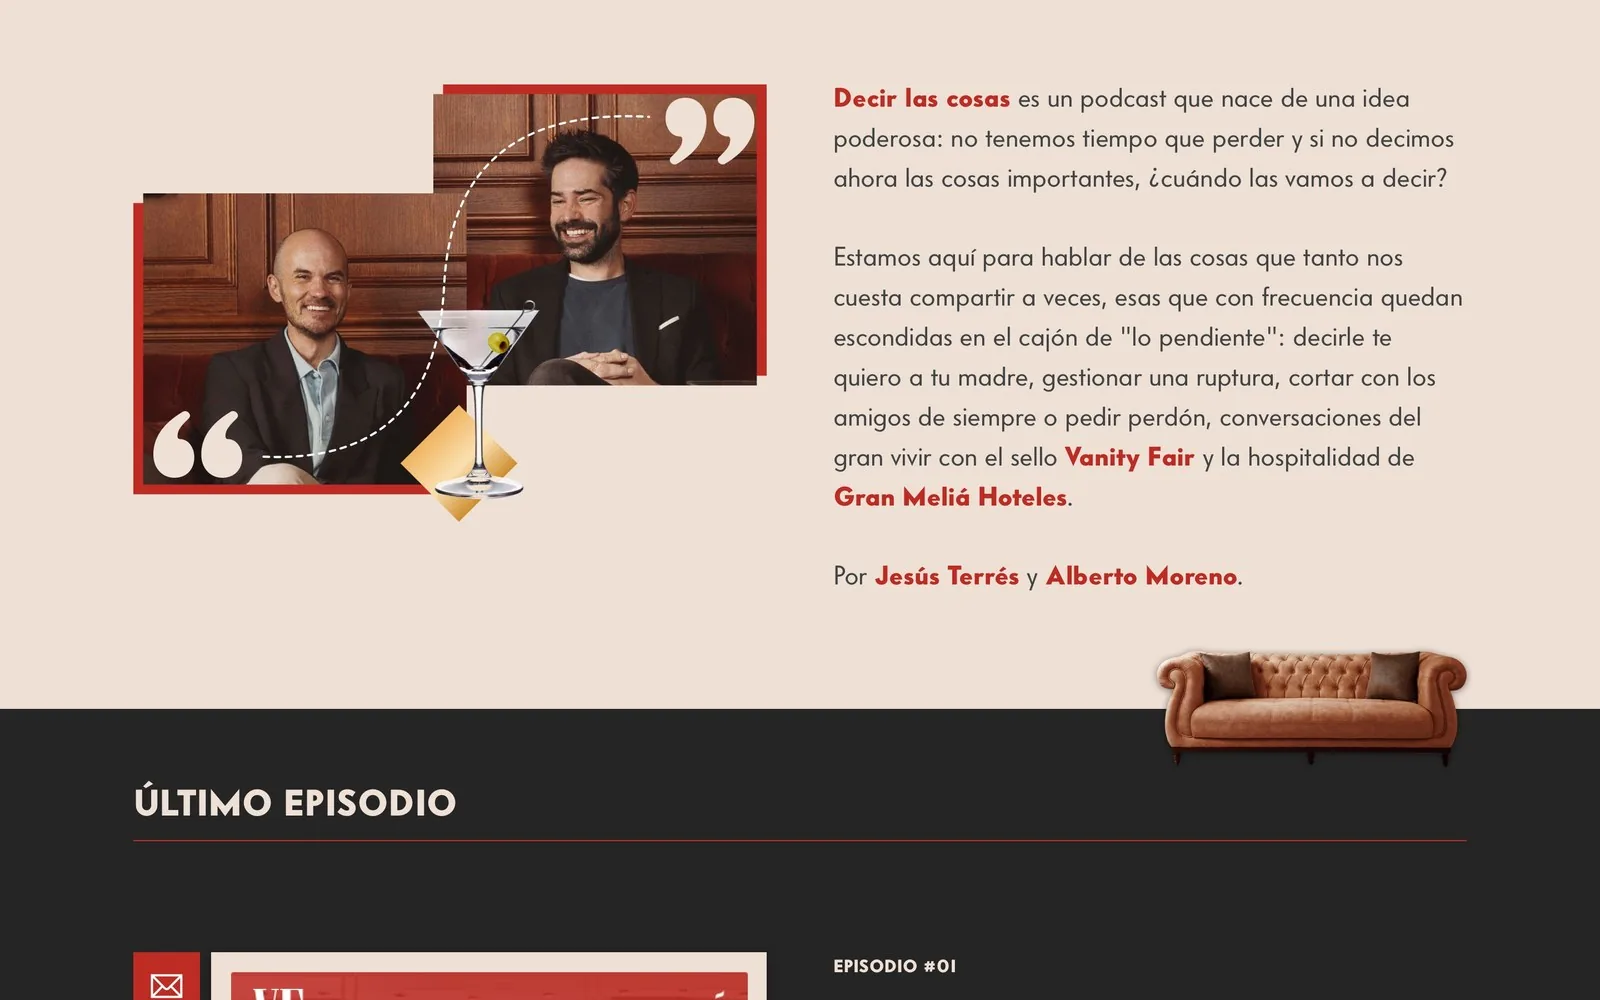 Decir las cosas es un podcast que nace de una idea
poderosa: no tenemos tiempo que perder y si no decimos
ahora las cosas importantes, ¿cuándo las vamos a decir?
Estamos aquí para hablar de las cosas que tanto nos
cuesta compartir a veces, esas que con frecuencia quedan
escondidas en el cajón de "lo pendiente": decirle te
quiero a tu madre, gestionar una ruptura, cortar con los
amigos de siempre o pedir perdón, conversaciones del
gran vivir con el sello Vanity Fair y la hospitalidad de
Gran Meliá Hoteles.
Por Jesús Terrés y Alberto Moreno.
ÚLTIMO EPISODIO
EPISODIO #01